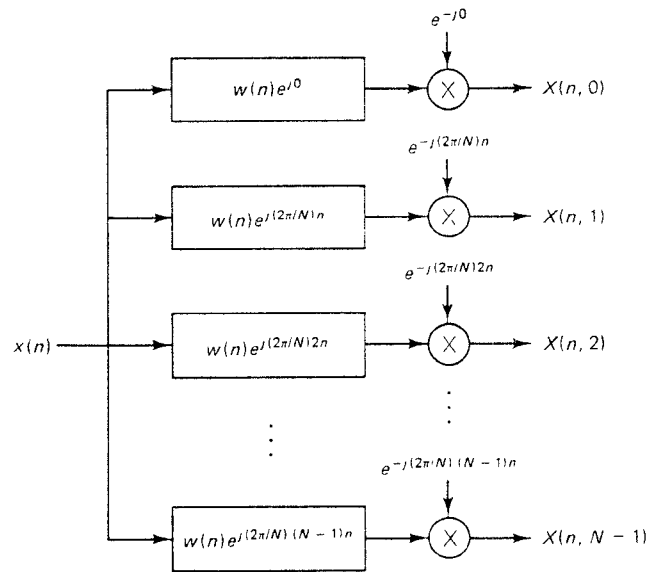 e^{-j0}
w(n)e^{j0}
X
X(n, 0)
e^{-j(2π/N)n}
w(n)e^{j(2π/N)n}
X
X(n, 1)
e^{-j(2π/N)2n}
x(n)
w(n)e^{j(2π/N)2n}
X
X(n, 2)
e^{-j(2π/N)(N – 1)n}
w(n)e^{j(2π/N)(N – 1)n}
X
X(n, N – 1)